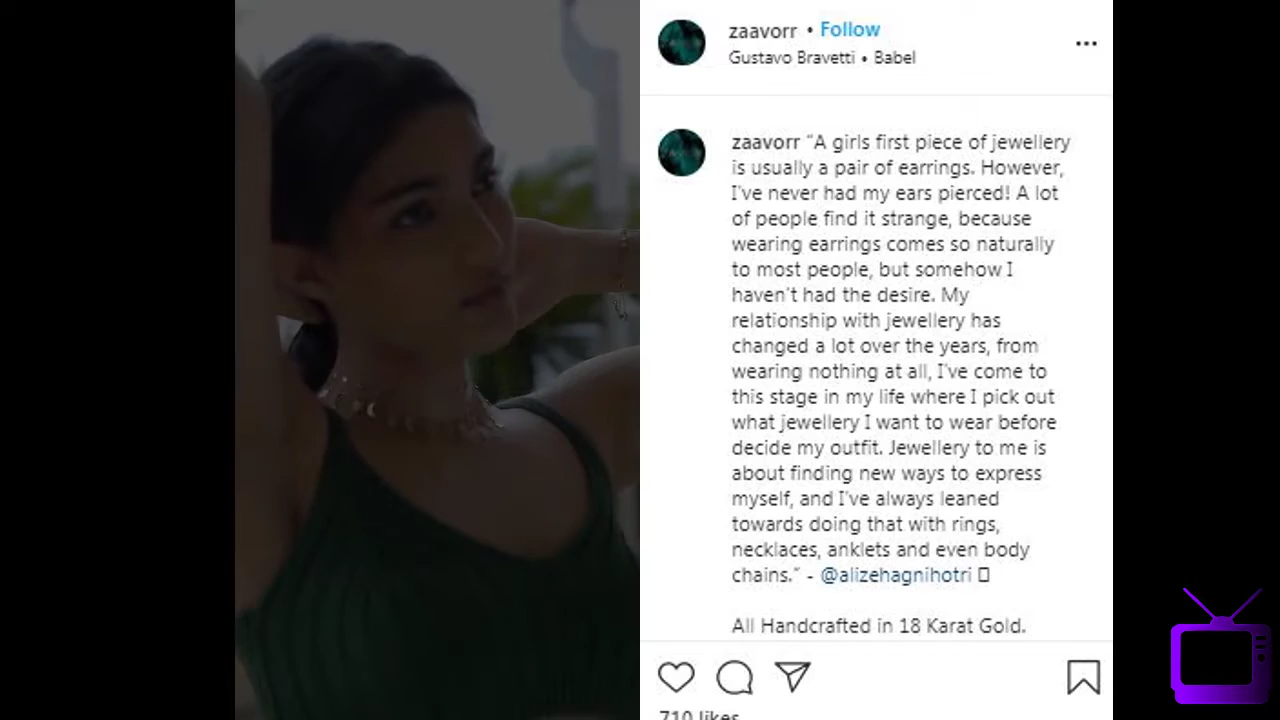 zaavorr • Follow
Gustavo Bravetti • Babel
zaavorr "A girls first piece of jewellery
is usually a pair of earrings. However,
I've never had my ears pierced! A lot
of people find it strange, because
wearing earrings comes so naturally
to most people, but somehow I
haven't had the desire. My
relationship with jewellery has
changed a lot over the years, from
wearing nothing at all, I've come to
this stage in my life where I pick out
what jewellery I want to wear before
decide my outfit. Jewellery to me is
about finding new ways to express
myself, and I've always leaned
towards doing that with rings,
necklaces, anklets and even body
chains." - @alizehagnihotri
All Handcrafted in 18 Karat Gold.
710 likes